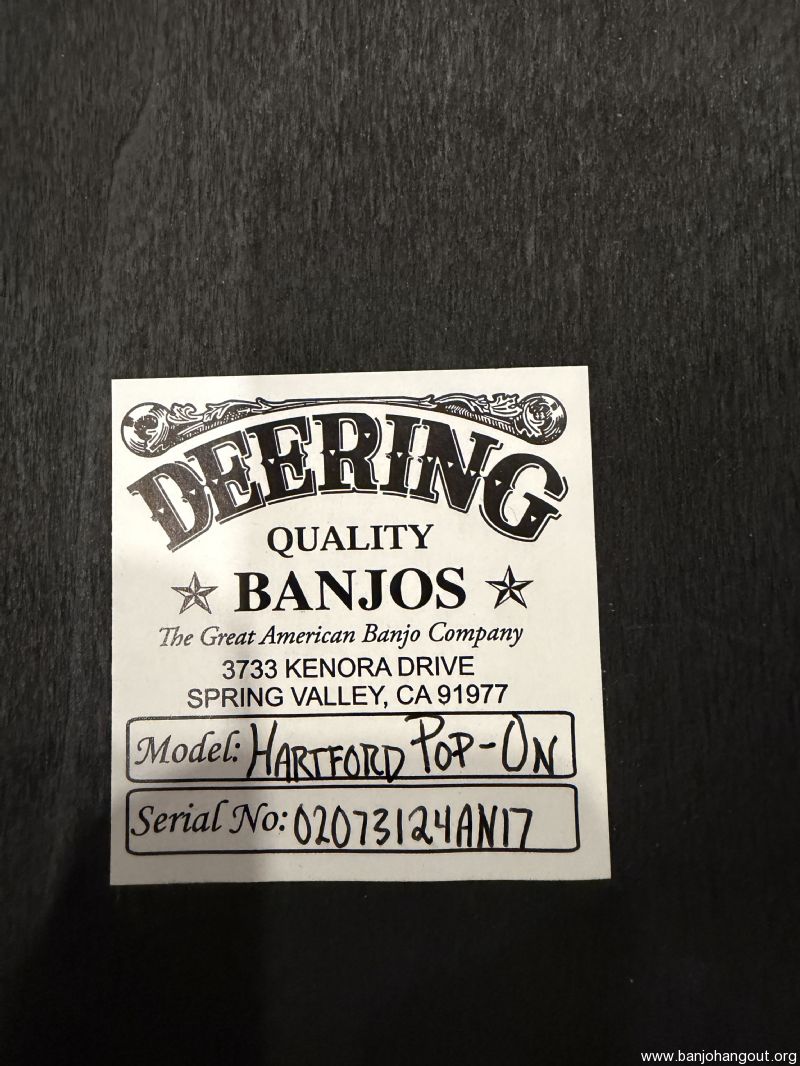 DEERING
QUALITY
BANJOS
The Great American Banjo Company
3733 KENORA DRIVE
SPRING VALLEY, CA 91977
Model: HARTFORD POP-ON
Serial No: 02073124AN17
www.banjohangout.org